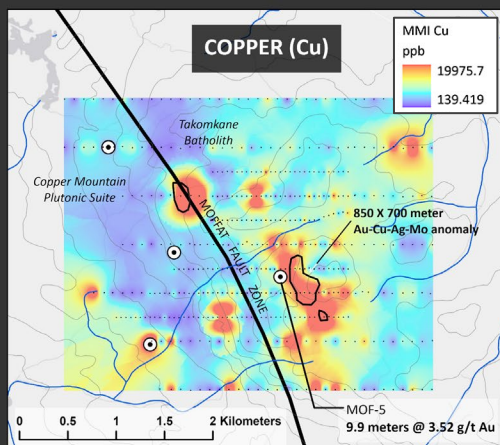 COPPER (Cu)
MMI Cu
ppb
19975.7
139.419
Takomkane
Batholith
Copper Mountain
Plutonic Suite
MOFFAT FAULT ZONE
850 X 700 meter
Au-Cu-Ag-Mo anomaly
MOF-5
9.9 meters @ 3.52 g/t Au
0 0.5 1 1.5 2 Kilometers